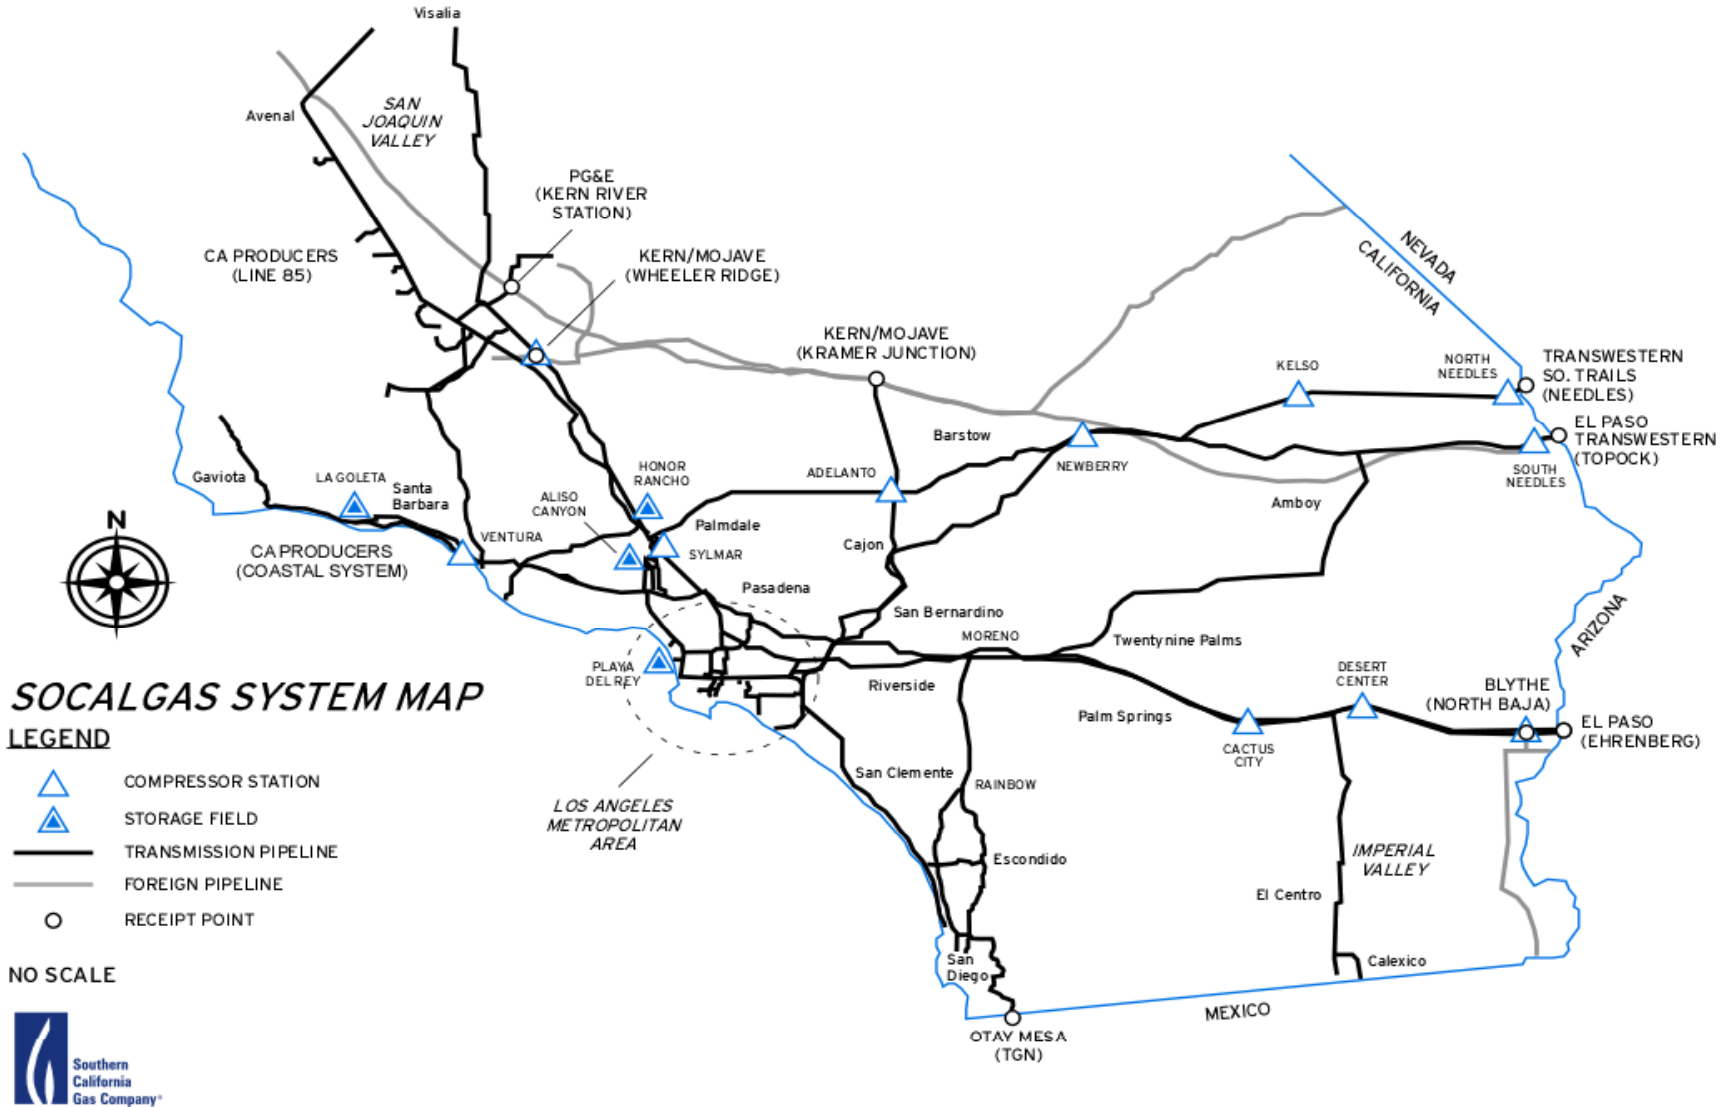 Visalia
SAN
JOAQUIN
VALLEY
Avenal
PG&E
(KERN RIVER
STATION)
CA PRODUCERS
(LINE 85)
KERN/MOJAVE
(WHEELER RIDGE)
NEVADA
CALIFORNIA
KERN/MOJAVE
(KRAMER JUNCTION)
KELSO
NORTH
NEEDLES
TRANSWESTERN
SO. TRAILS
(NEEDLES)
EL PASO
TRANSWESTERN
(TOPOCK)
Barstow
NEWBERRY
SOUTH
NEEDLES
ADELANTO
Amboy
Gaviota
LA GOLETA
Santa
Barbara
HONOR
RANCHO
ALISO
CANYON
Palmdale
N
CA PRODUCERS
(COASTAL SYSTEM)
VENTURA
SYLMAR
Cajon
Pasadena
San Bernardino
MORENO
Twentynine Palms
ARIZONA
PLAYA
DEL REY
Riverside
Palm Springs
DESERT
CENTER
BLYTHE
(NORTH BAJA)
EL PASO
(EHRENBERG)
CACTUS
CITY
SOCALGAS SYSTEM MAP
LEGEND
COMPRESSOR STATION
STORAGE FIELD
TRANSMISSION PIPELINE
FOREIGN PIPELINE
RECEIPT POINT
San Clemente
RAINBOW
LOS ANGELES
METROPOLITAN
AREA
Escondido
IMPERIAL
VALLEY
El Centro
Calexico
San
Diego
NO SCALE
MEXICO
OTAY MESA
(TGN)
Southern
California
Gas Company®